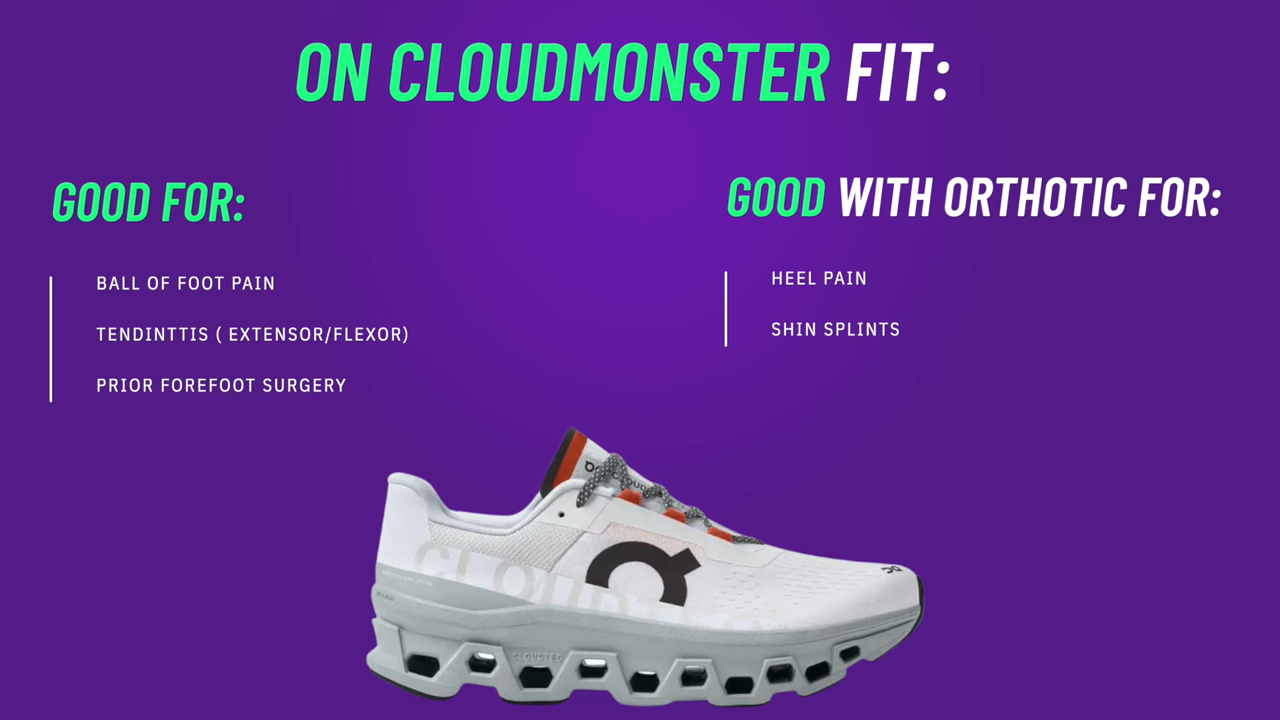 ON CLOUDMONSTER FIT:
GOOD FOR:
BALL OF FOOT PAIN
TENDINTTIS ( EXTENSOR/FLEXOR)
PRIOR FOREFOOT SURGERY
GOOD WITH ORTHOTIC FOR:
HEEL PAIN
SHIN SPLINTS
CLOUDTEC